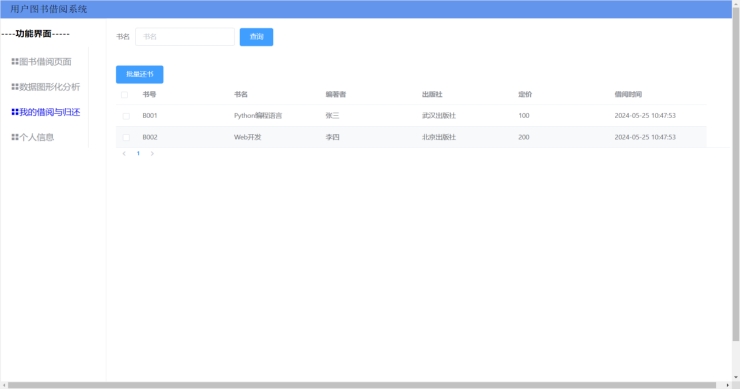 用户图书借阅系统
----功能界面-----
图书借阅页面
数据图形化分析
我的借阅与归还
个人信息
书名 书名 查询
批量还书
书号 书名 编著者 出版社 定价 借阅时间
B001 Python编程语言 张三 武汉出版社 100 2024-05-25 10:47:53
B002 Web开发 李四 北京出版社 200 2024-05-25 10:47:53
1